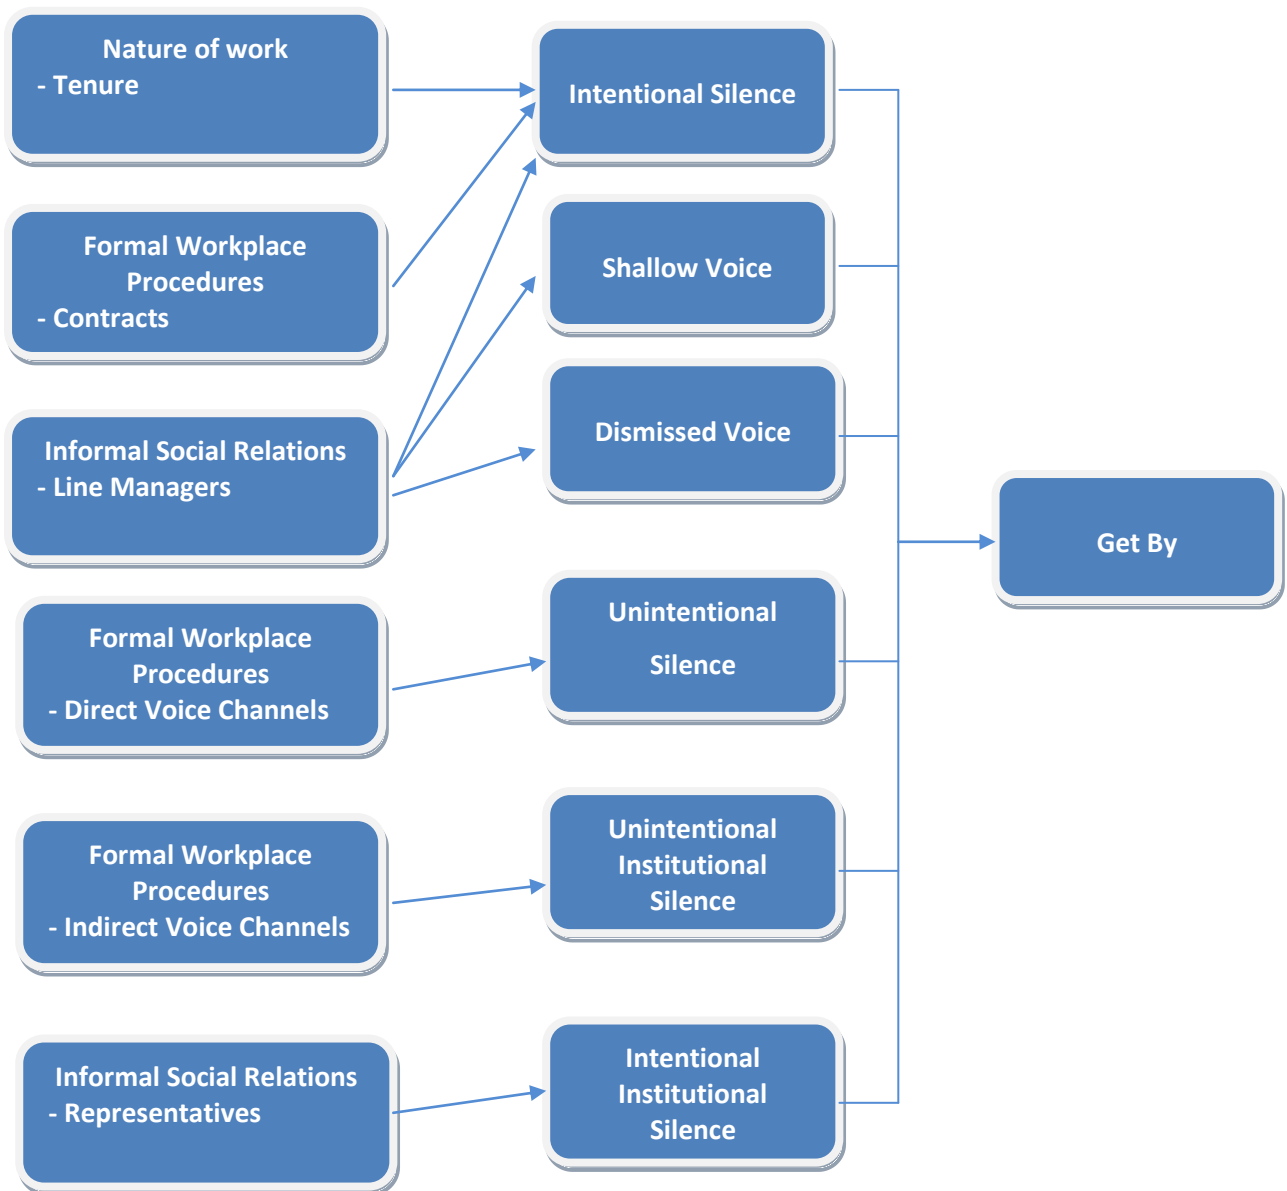 Nature of work
- Tenure
Formal Workplace
Procedures
- Contracts
Informal Social Relations
- Line Managers
Formal Workplace
Procedures
- Direct Voice Channels
Formal Workplace
Procedures
- Indirect Voice Channels
Informal Social Relations
- Representatives
Intentional Silence
Shallow Voice
Dismissed Voice
Unintentional
Silence
Unintentional
Institutional
Silence
Intentional
Institutional
Silence
Get By